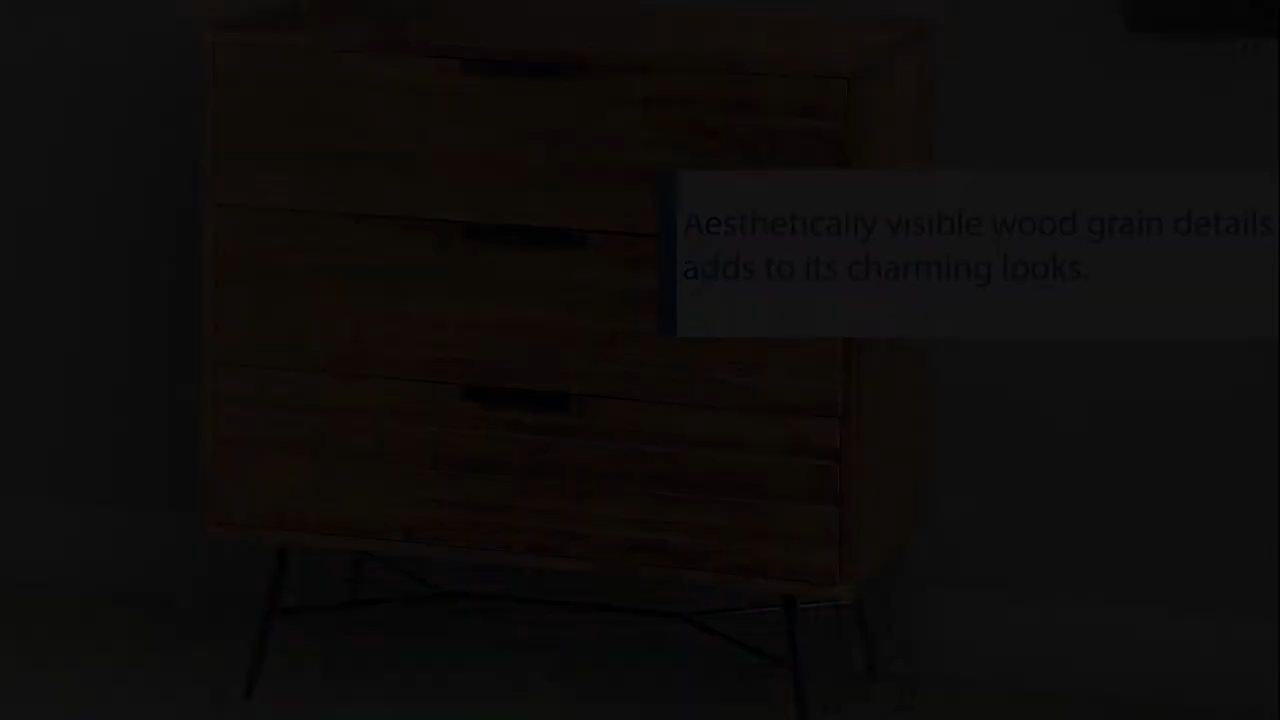 Aesthetically visible wood grain details
adds to its charming looks.